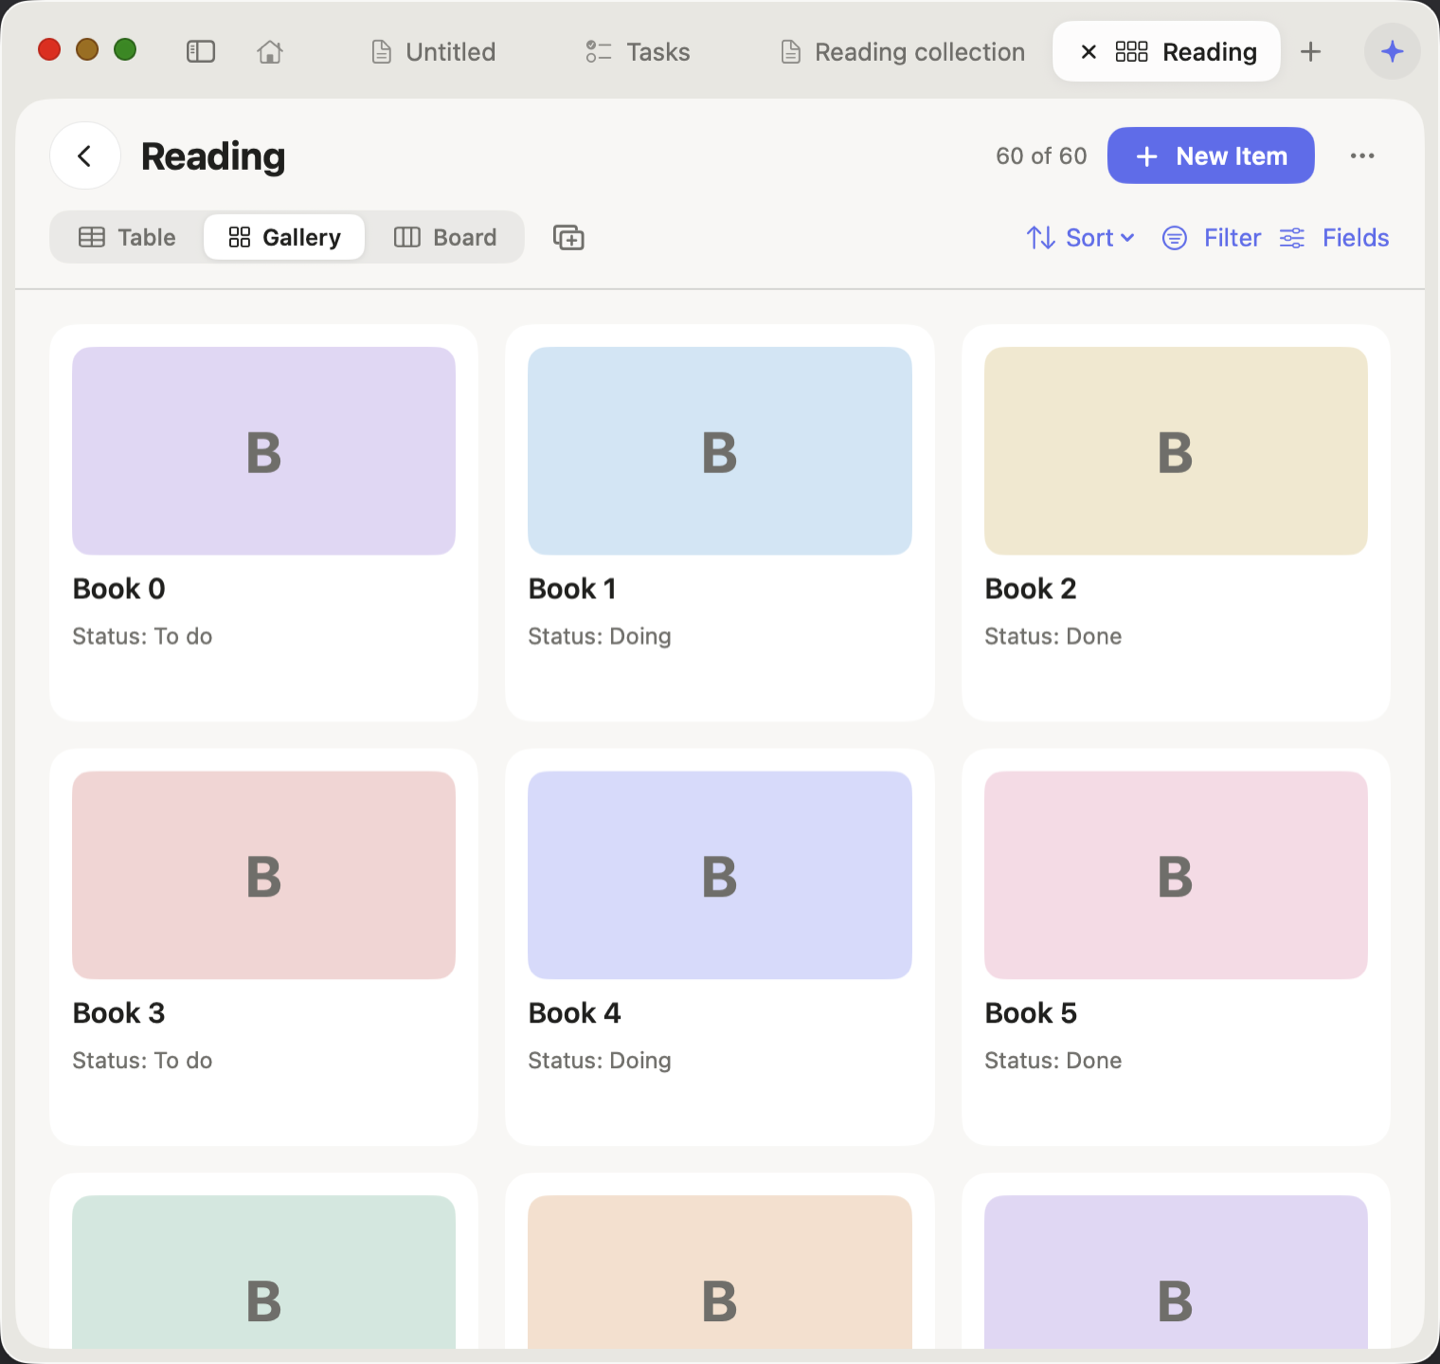 Untitled
Tasks
Reading collection
Reading
Reading
60 of 60
New Item
Table
Gallery
Board
Sort
Filter
Fields
B
B
B
Book 0
Book 1
Book 2
Status: To do
Status: Doing
Status: Done
B
B
B
Book 3
Book 4
Book 5
Status: To do
Status: Doing
Status: Done
B
B
B